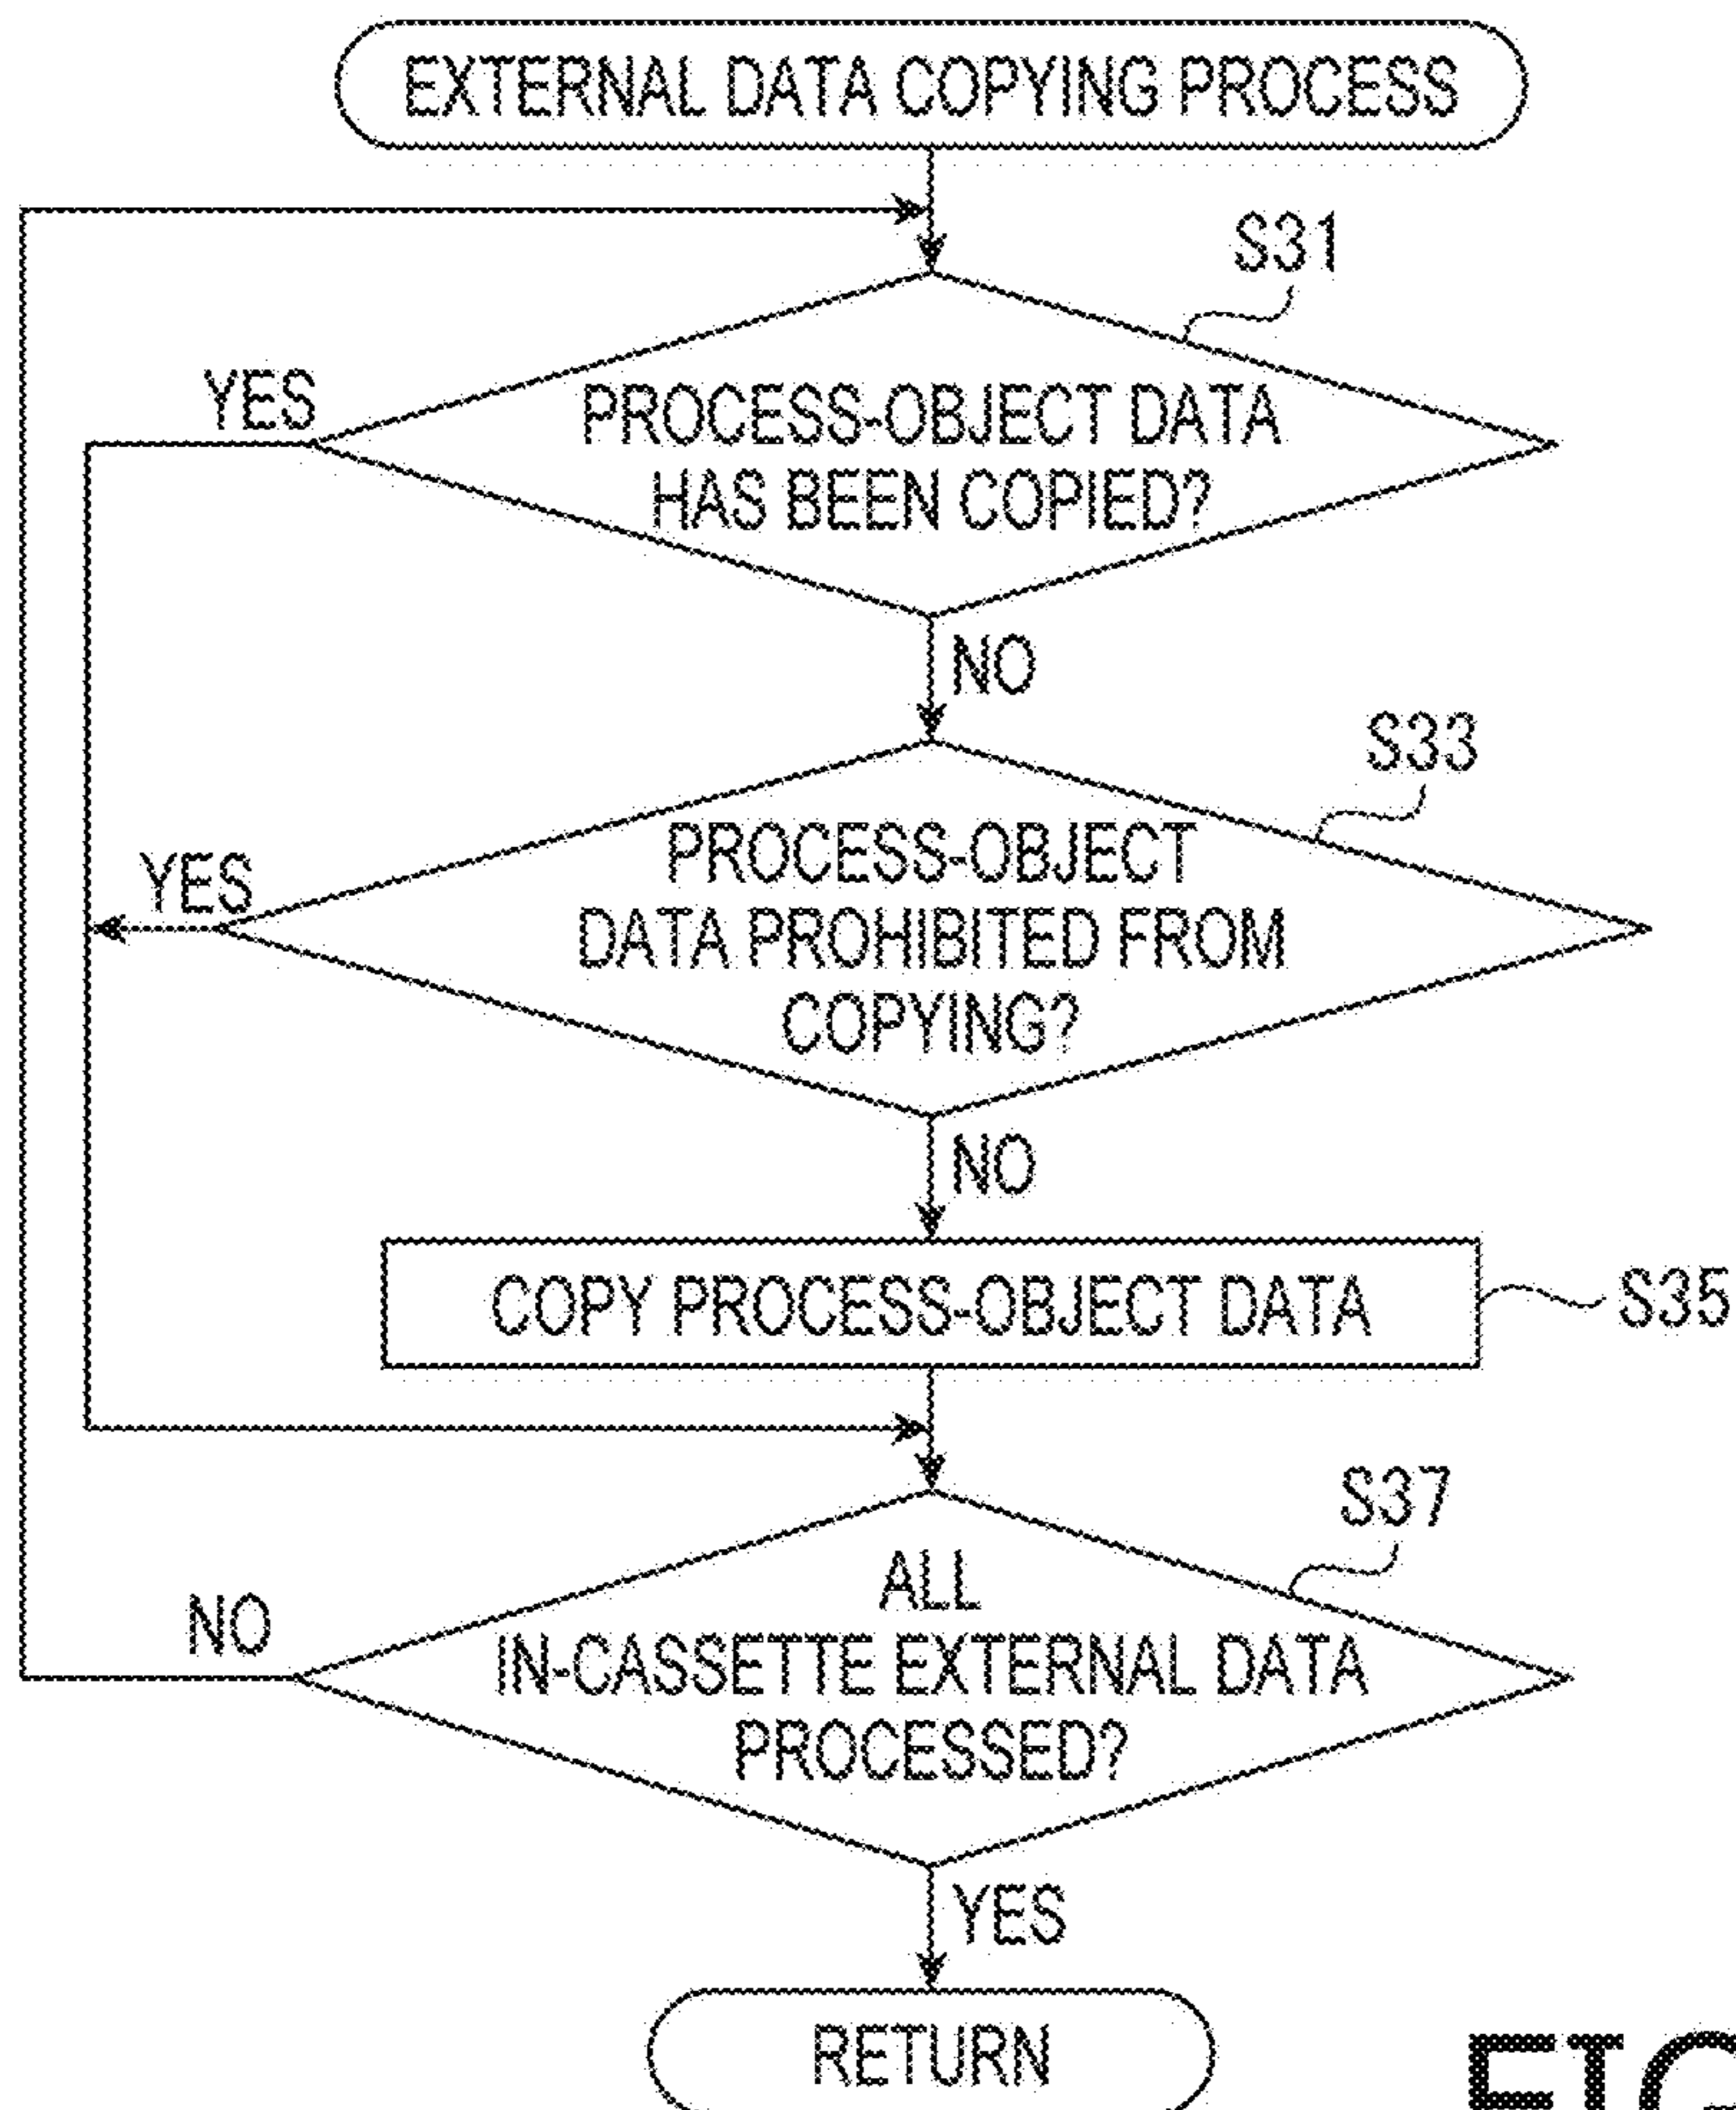 EXTERNAL DATA COPYING PROCESS
S31
YES
PROCESS-OBJECT DATA
HAS BEEN COPIED?
NO
S33
YES
PROCESS-OBJECT
DATA PROHIBITED FROM
COPYING?
NO
COPY PROCESS-OBJECT DATA
S35
S37
NO
ALL
IN-CASSETTE EXTERNAL DATA
PROCESSED?
YES
RETURN